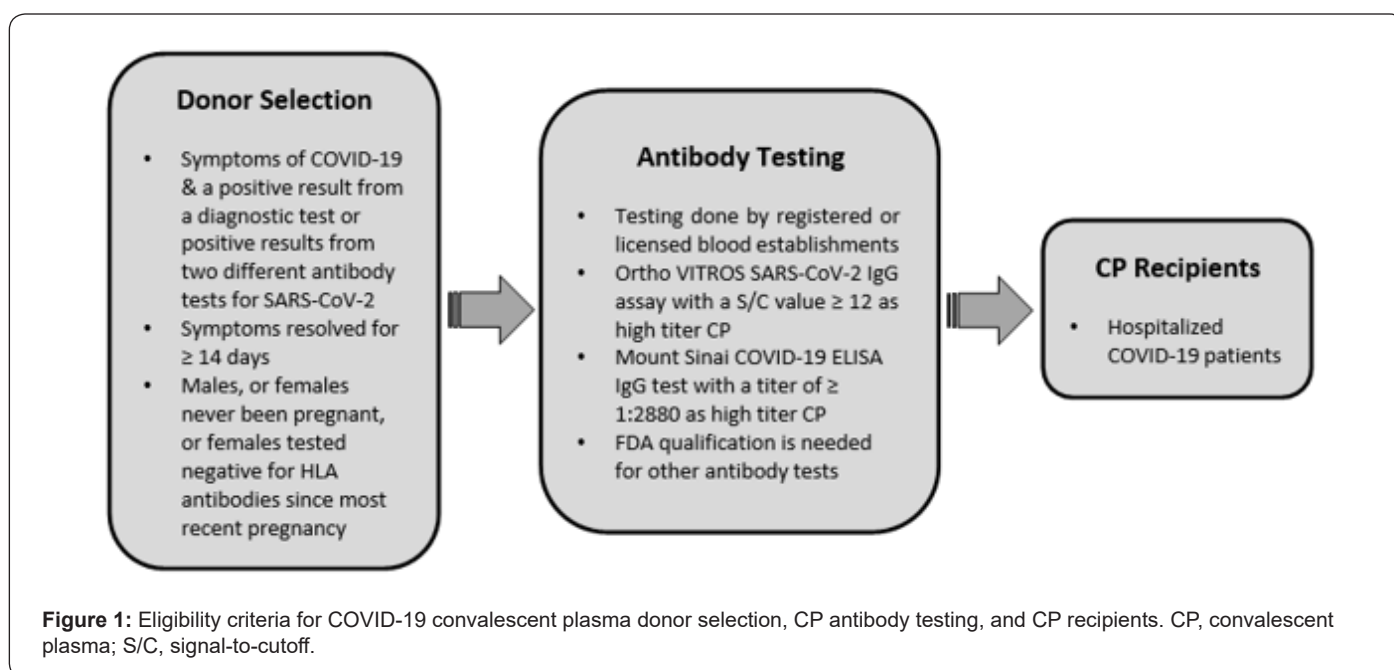 Donor Selection
• Symptoms of COVID-19
& a positive result from
a diagnostic test or
positive results from
two different antibody
tests for SARS-CoV-2
• Symptoms resolved for
≥ 14 days
• Males, or females
never been pregnant,
or females tested
negative for HLA
antibodies since most
recent pregnancy
Antibody Testing
• Testing done by registered or
licensed blood establishments
• Ortho VITROS SARS-CoV-2 IgG
assay with a S/C value ≥ 12 as
high titer CP
• Mount Sinai COVID-19 ELISA
IgG test with a titer of ≥
1:2880 as high titer CP
• FDA qualification is needed
for other antibody tests
CP Recipients
• Hospitalized
COVID-19 patients
Figure 1: Eligibility criteria for COVID-19 convalescent plasma donor selection, CP antibody testing, and CP recipients. CP, convalescent
plasma; S/C, signal-to-cutoff.